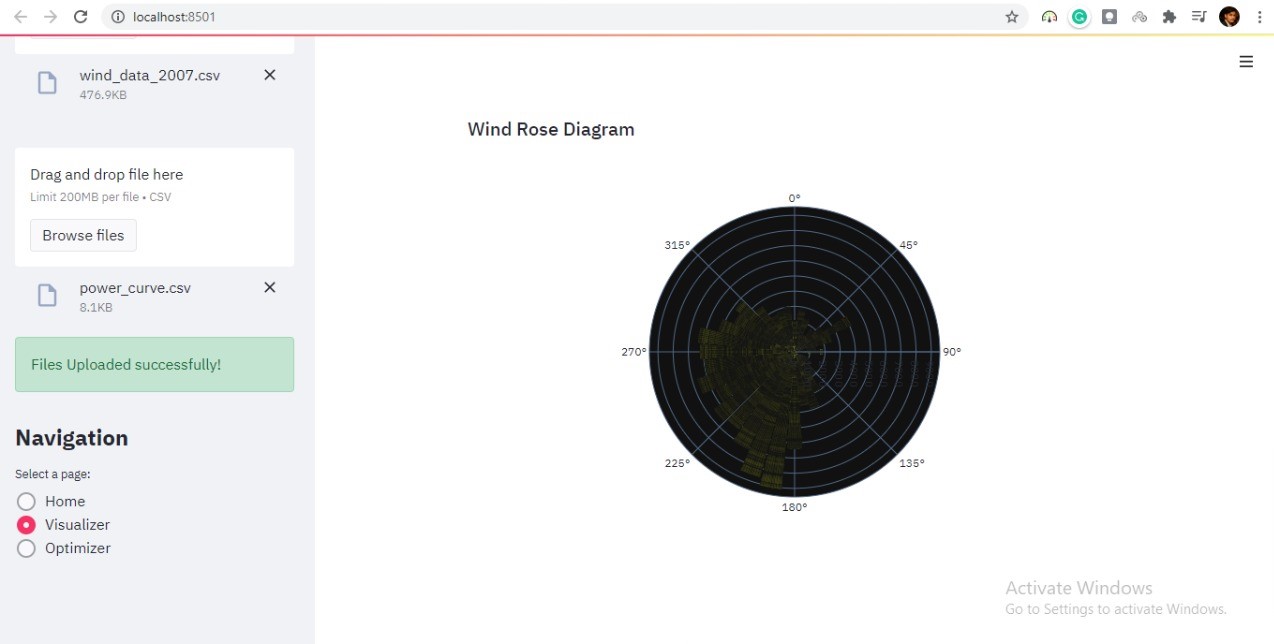 localhost:8501
wind_data_2007.csv
476.9KB
Drag and drop file here
Limit 200MB per file • CSV
Browse files
power_curve.csv
8.1KB
Files Uploaded successfully!
Navigation
Select a page:
Home
Visualizer
Optimizer
Wind Rose Diagram
0°
315°
45°
270°
90°
225°
135°
180°
Activate Windows
Go to Settings to activate Windows.